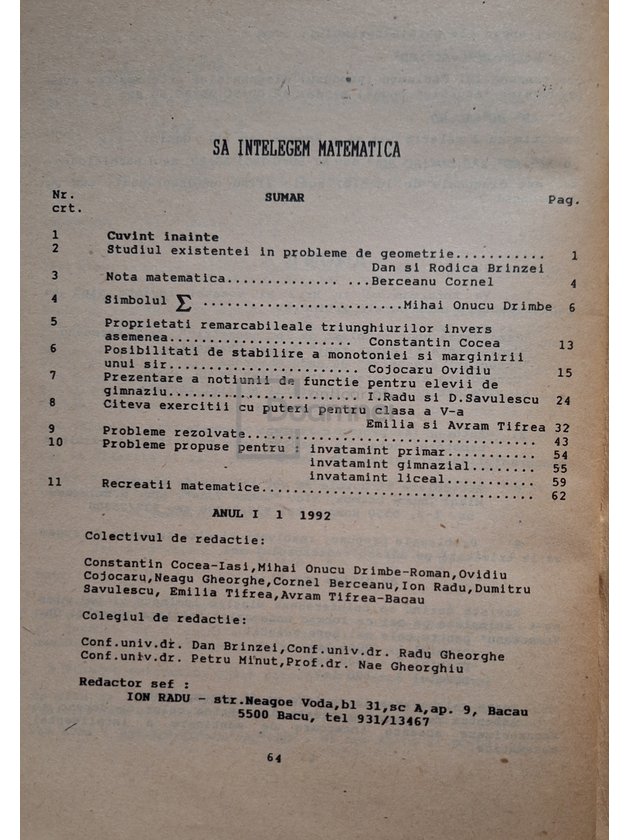 SA INTELEGEM MATEMATICA
Nr. SUMAR Pag.
crt.
1 Cuvint inainte
2 Studiul existentei in probleme de geometrie........... 1
Dan si Rodica Brinzei
3 Nota matematica............. ...Berceanu Cornel 4
4 Simbolul ∑ .........................Mihai Onucu Drimbe 6
5 Proprietati remarcabileale triunghiurilor invers
asemenea....................... Constantin Cocea 13
6 Posibilitati de stabilire a monotoniei si marginirii
unui sir........................ Cojocaru Ovidiu 15
7 Prezentare a notiunii de functie pentru elevii de
gimnaziu........................ I.Radu si D.Savulescu 24
8 Citeva exercitii cu puteri pentru clasa a V-a
Emilia si Avram Tifrea 32
9 Probleme rezolvate................................... 43
10 Probleme propuse pentru : invatamint primar........... 54
invatamint gimnazial......... 55
invatamint liceal............ 59
11 Recreatii matematice................................. 62
ANUL I 1 1992
Colectivul de redactie:
Constantin Cocea-Iasi,Mihai Onucu Drimbe-Roman,Ovidiu
Cojocaru,Neagu Gheorghe,Cornel Berceanu,Ion Radu,Dumitru
Savulescu, Emilia Tifrea,Avram Tifrea-Bacau
Colegiul de redactie:
Conf.univ.dr. Dan Brinzei,Conf.univ.dr. Radu Gheorghe
Conf.univ.dr. Petru Minut,Prof.dr. Nae Gheorghiu
Redactor sef :
ION RADU - str.Neagoe Voda,bl 31,sc A,ap. 9, Bacau
5500 Bacu, tel 931/13467
64